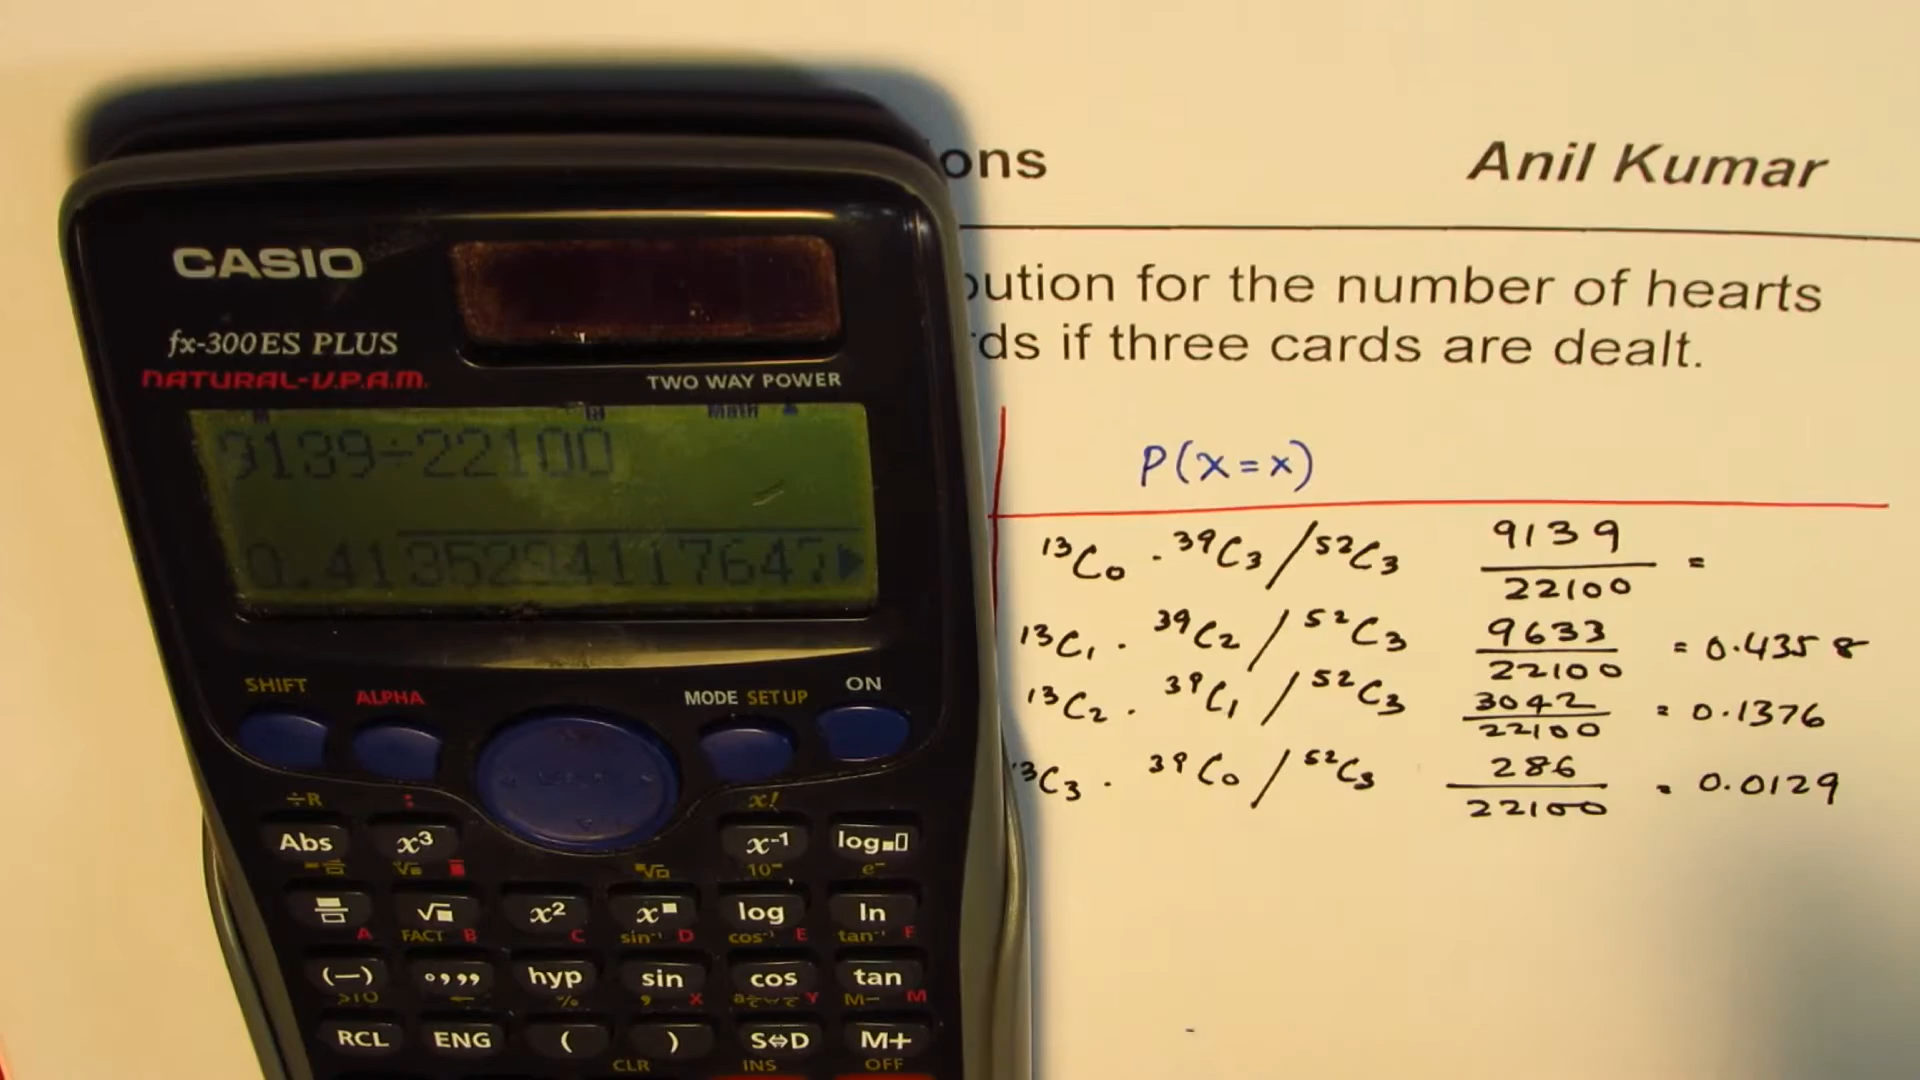 ons Anil Kumar
bution for the number of hearts
ds if three cards are dealt.
P(x=x)
¹³C₀ · ³⁹C₃ / ⁵²C₃ 9139/22100 =
¹³C₁ · ³⁹C₂ / ⁵²C₃ 9633/22100 = 0.4358
¹³C₂ · ³⁹C₁ / ⁵²C₃ 3042/22100 = 0.1376
¹³C₃ · ³⁹C₀ / ⁵²C₃ 286/22100 = 0.0129
CASIO
fx-300ES PLUS
NATURAL-V.P.A.M.
TWO WAY POWER
Math ▲
9139÷22100
0.4135294117647
SHIFT ALPHA MODE SETUP ON
÷R : x!
Abs x³ x⁻¹ log
10 e
√ x² x log ln
A FACT B C sin⁻¹ D cos⁻¹ E tan⁻¹ F
(−) °,,, hyp sin cos tan
STO ← % , X Y M− M
RCL ENG ( ) S⇔D M+
CLR INS OFF